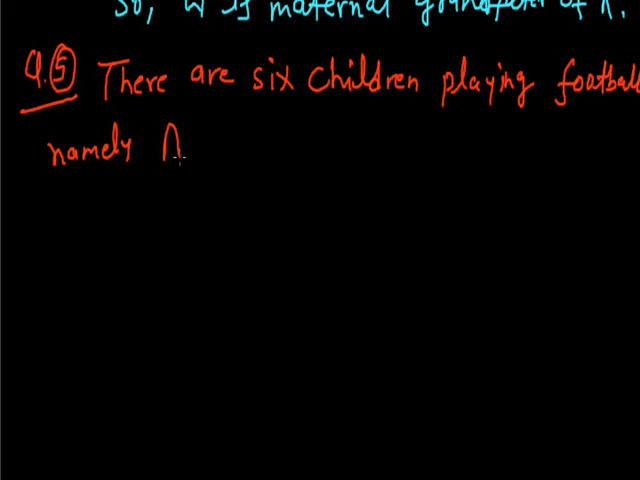 So, W is maternal grandfather of X.
Q.5 There are six children playing football
namely A